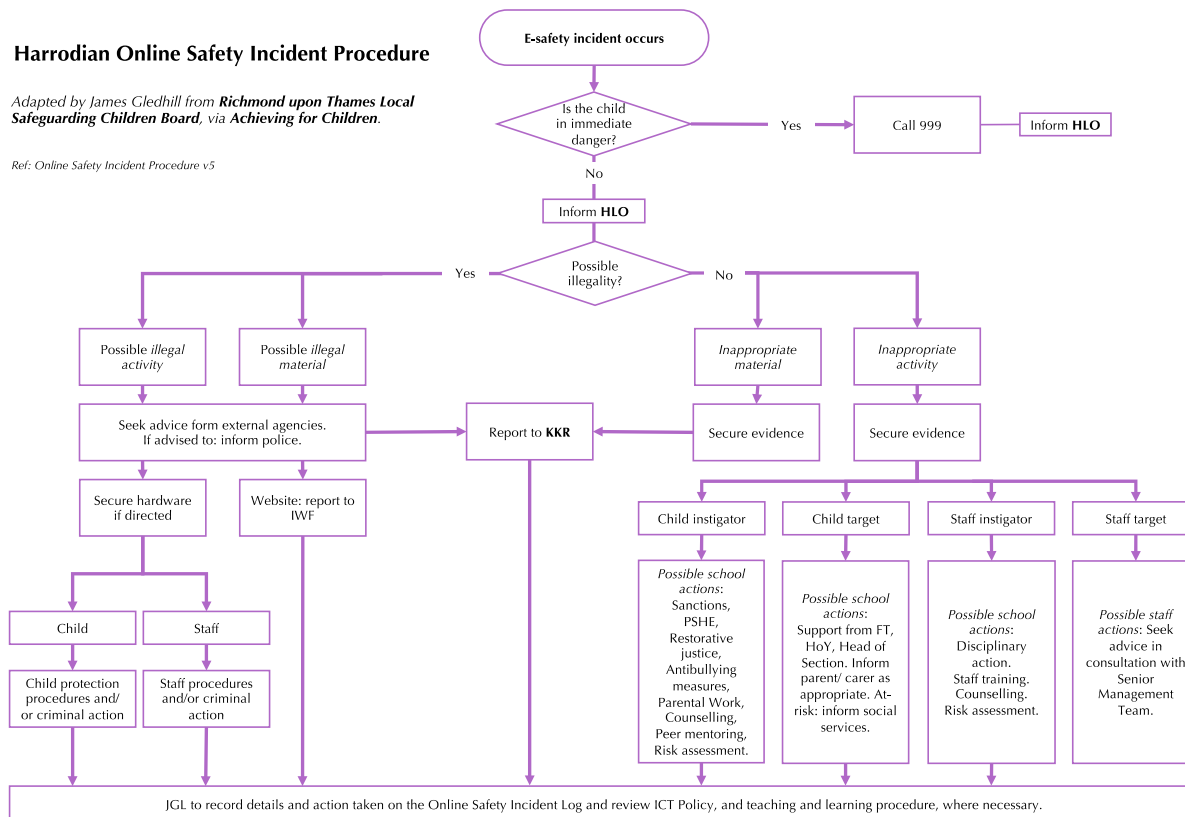 Harrodian Online Safety Incident Procedure
Adapted by James Gledhill from Richmond upon Thames Local
Safeguarding Children Board, via Achieving for Children.
Ref: Online Safety Incident Procedure v5
E-safety incident occurs
Is the child
in immediate
danger?
Yes
Call 999
Inform HLO
No
Inform HLO
Possible
illegality?
Yes
No
Possible illegal
activity
Possible illegal
material
Inappropriate
material
Inappropriate
activity
Seek advice form external agencies.
If advised to: inform police.
Report to KKR
Secure evidence
Secure evidence
Secure hardware
if directed
Website: report to
IWF
Child instigator
Child target
Staff instigator
Staff target
Child
Staff
Child protection
procedures and/
or criminal action
Staff procedures
and/or criminal
action
Possible school
actions:
Sanctions,
PSHE,
Restorative
justice,
Antibullying
measures,
Parental Work,
Counselling,
Peer mentoring,
Risk assessment.
Possible school
actions:
Support from FT,
HoY, Head of
Section. Inform
parent/ carer as
appropriate. At-
risk: inform social
services.
Possible school
actions:
Disciplinary
action.
Staff training.
Counselling.
Risk assessment.
Possible staff
actions: Seek
advice in
consultation with
Senior
Management
Team.
JGL to record details and action taken on the Online Safety Incident Log and review ICT Policy, and teaching and learning procedure, where necessary.